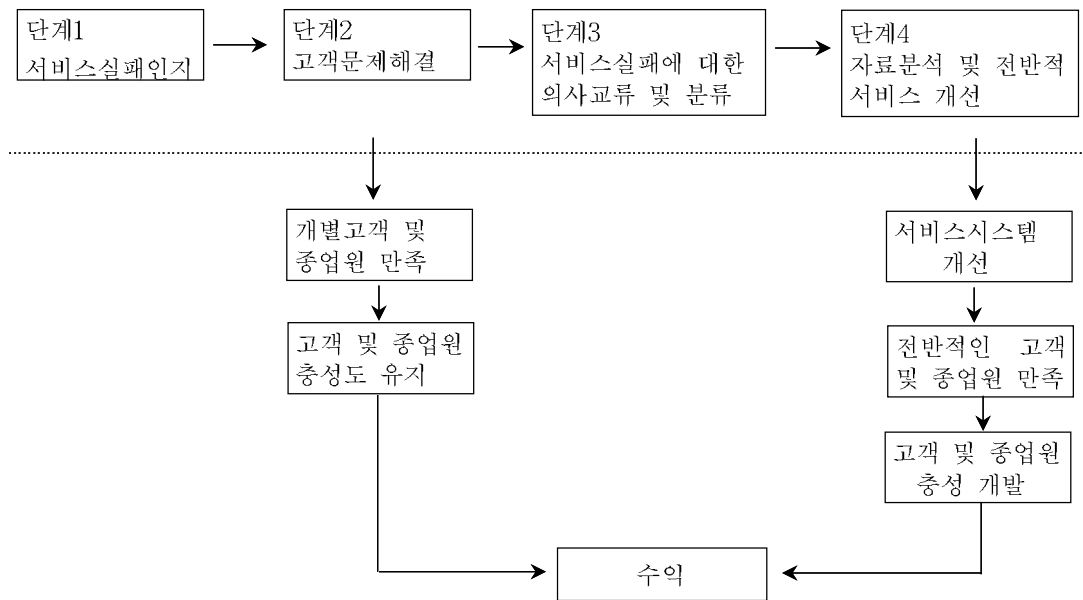 단계1
서비스실패인지
단계2
고객문제해결
단계3
서비스실패에 대한
의사교류 및 분류
단계4
자료분석 및 전반적
서비스 개선
개별고객 및
종업원 만족
고객 및 종업원
충성도 유지
서비스시스템
개선
전반적인 고객
및 종업원 만족
고객 및 종업원
충성 개발
수익